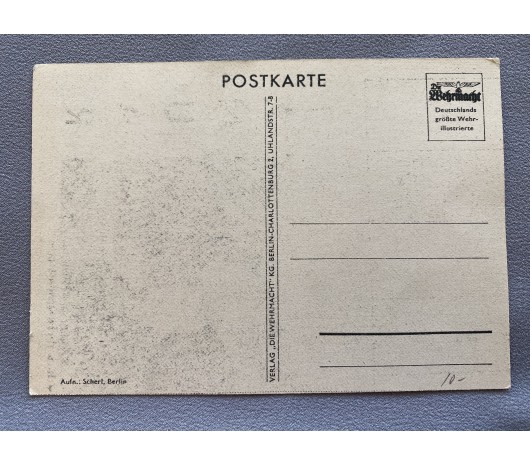 POSTKARTE
Die
Wehrmacht
Deutschlands
größte Wehr-
illustrierte
VERLAG „DIE WEHRMACHT" KG. BERLIN-CHARLOTTENBURG 2, UHLANDSTR. 7-8
Aufn.: Scherl, Berlin
10-